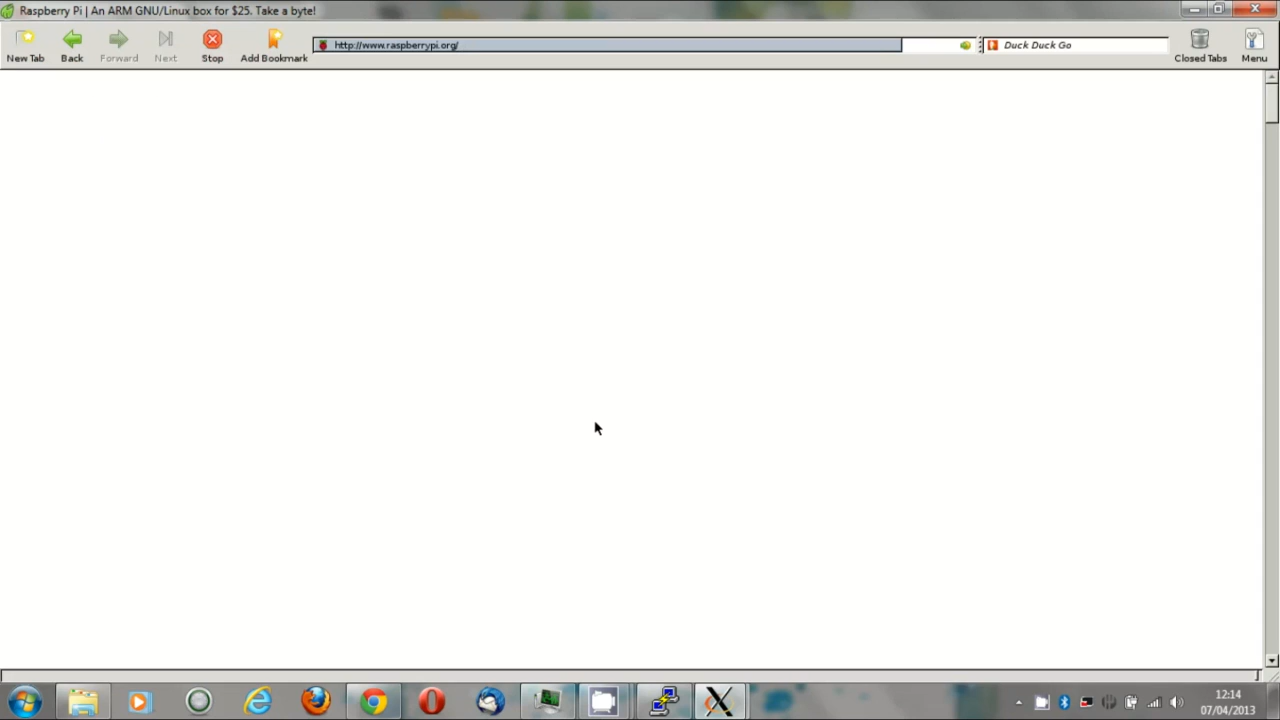 Raspberry Pi | An ARM GNU/Linux box for $25. Take a byte!
New Tab Back Forward Next Stop Add Bookmark http://www.raspberrypi.org/ Duck Duck Go Closed Tabs Menu
12:14
07/04/2013